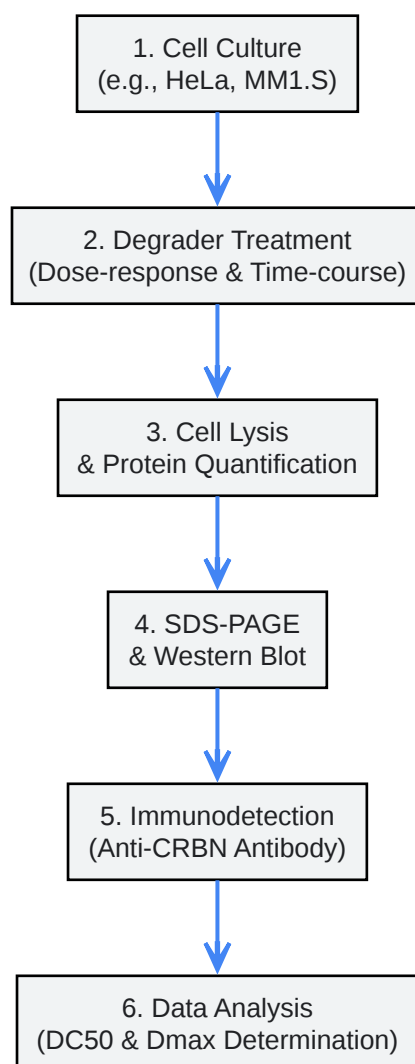 1. Cell Culture
(e.g., HeLa, MM1.S)
2. Degrader Treatment
(Dose-response & Time-course)
3. Cell Lysis
& Protein Quantification
4. SDS-PAGE
& Western Blot
5. Immunodetection
(Anti-CRBN Antibody)
6. Data Analysis
(DC50 & Dmax Determination)